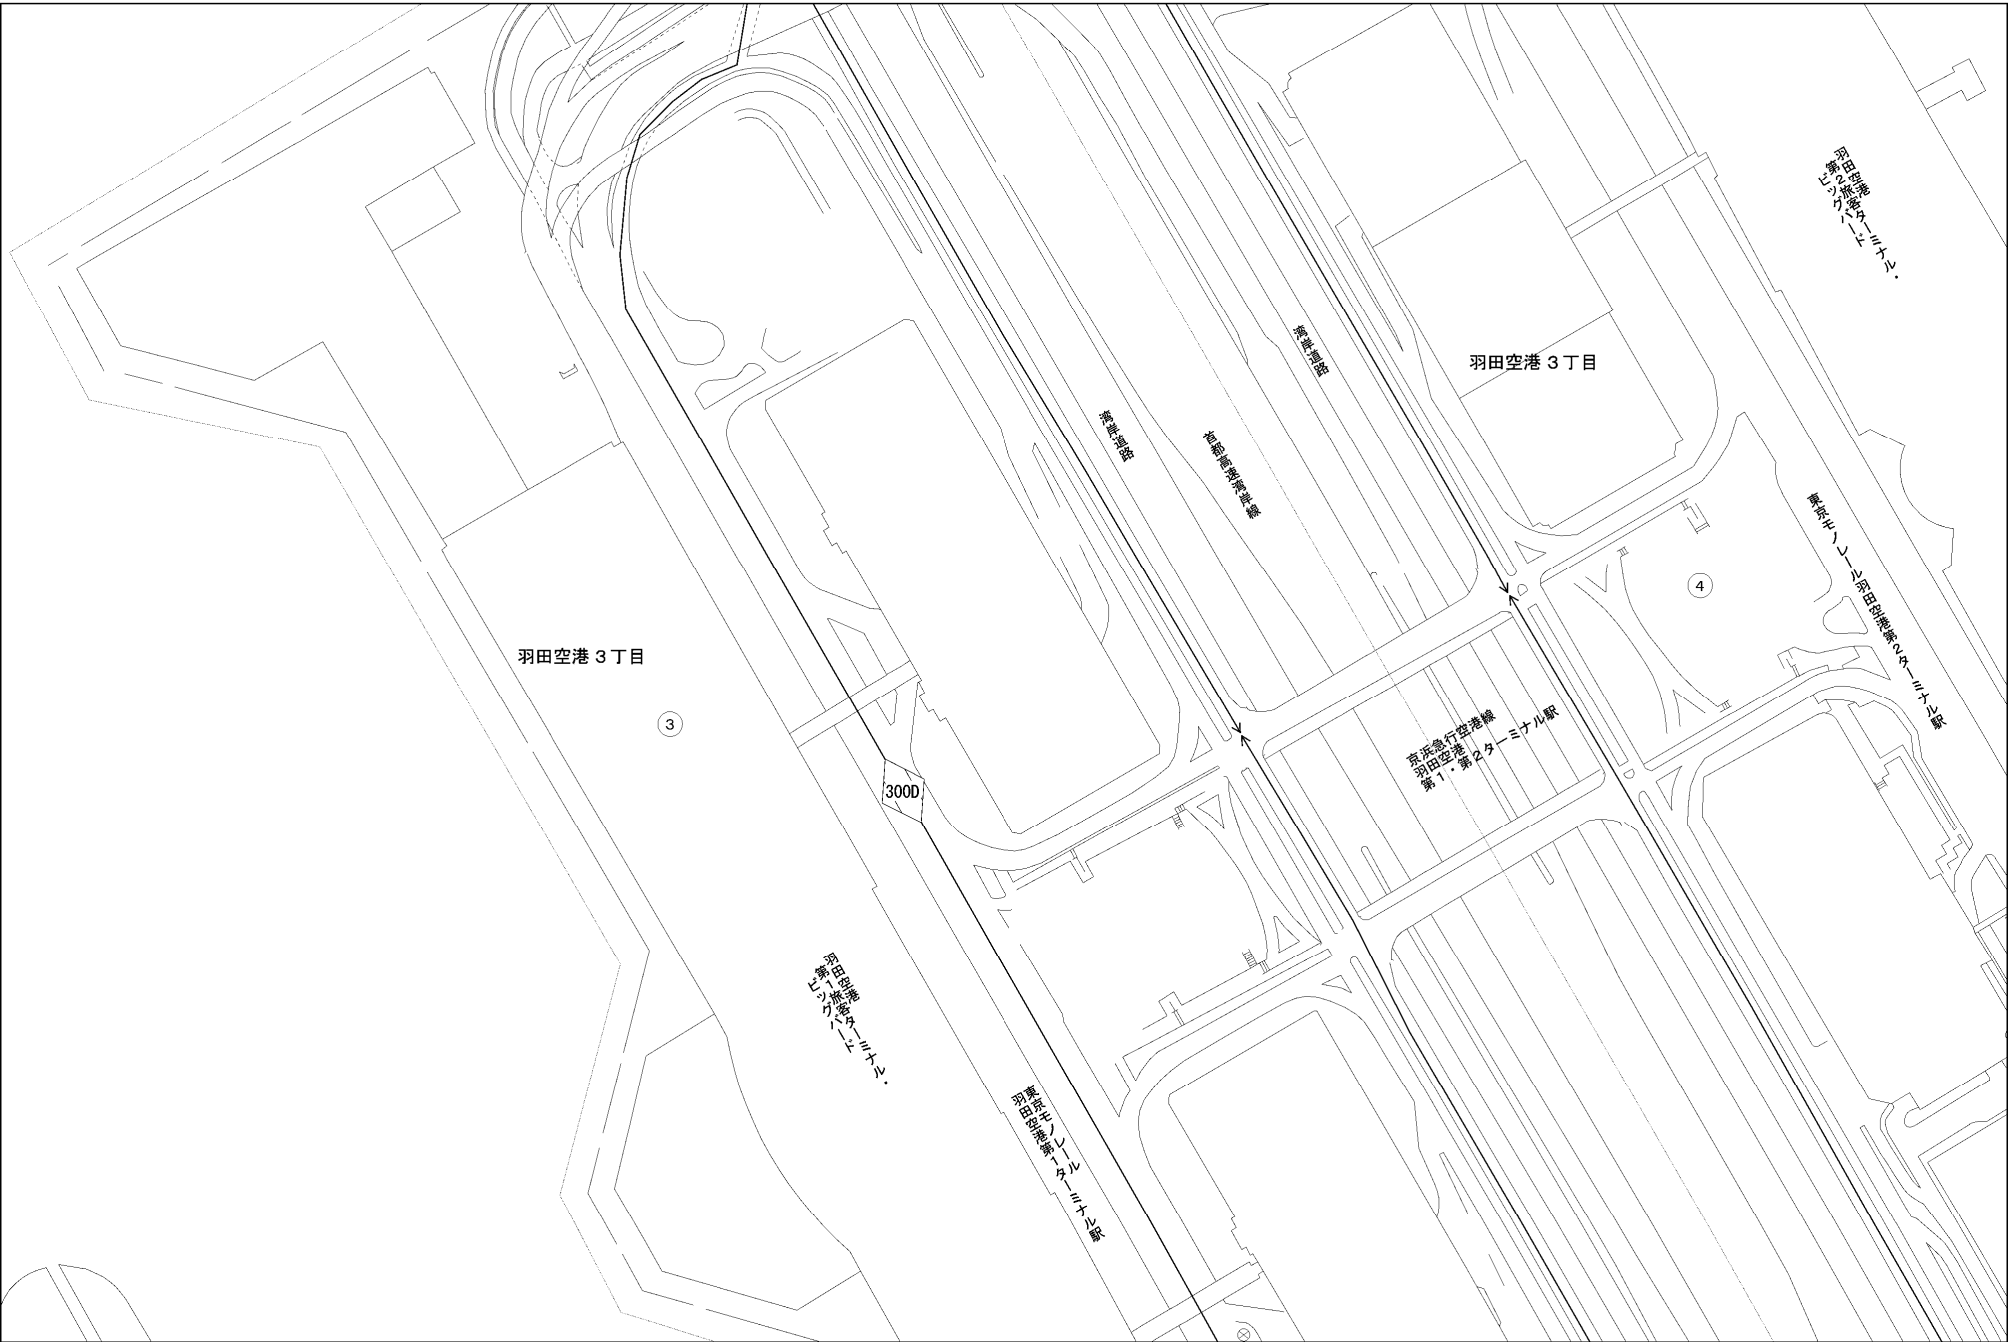 羽田空港第２旅客ターミナル・
ビッグバード
湾岸道路
羽田空港３丁目
湾岸道路
首都高速湾岸線
東京モノレール羽田空港第２ターミナル駅
④
羽田空港３丁目
③
京浜急行空港線
羽田空港
第１・第２ターミナル駅
300D
羽田空港第１旅客ターミナル・
ビッグバード
東京モノレール
羽田空港第１ターミナル駅